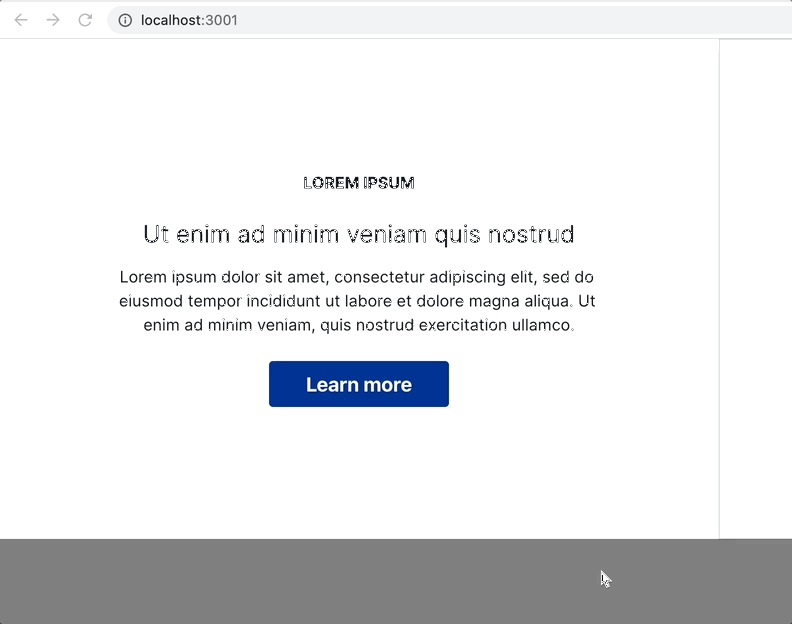 localhost:3001
LOREM IPSUM
Ut enim ad minim veniam quis nostrud
Lorem ipsum dolor sit amet, consectetur adipiscing elit, sed do
eiusmod tempor incididunt ut labore et dolore magna aliqua. Ut
enim ad minim veniam, quis nostrud exercitation ullamco.
Learn more